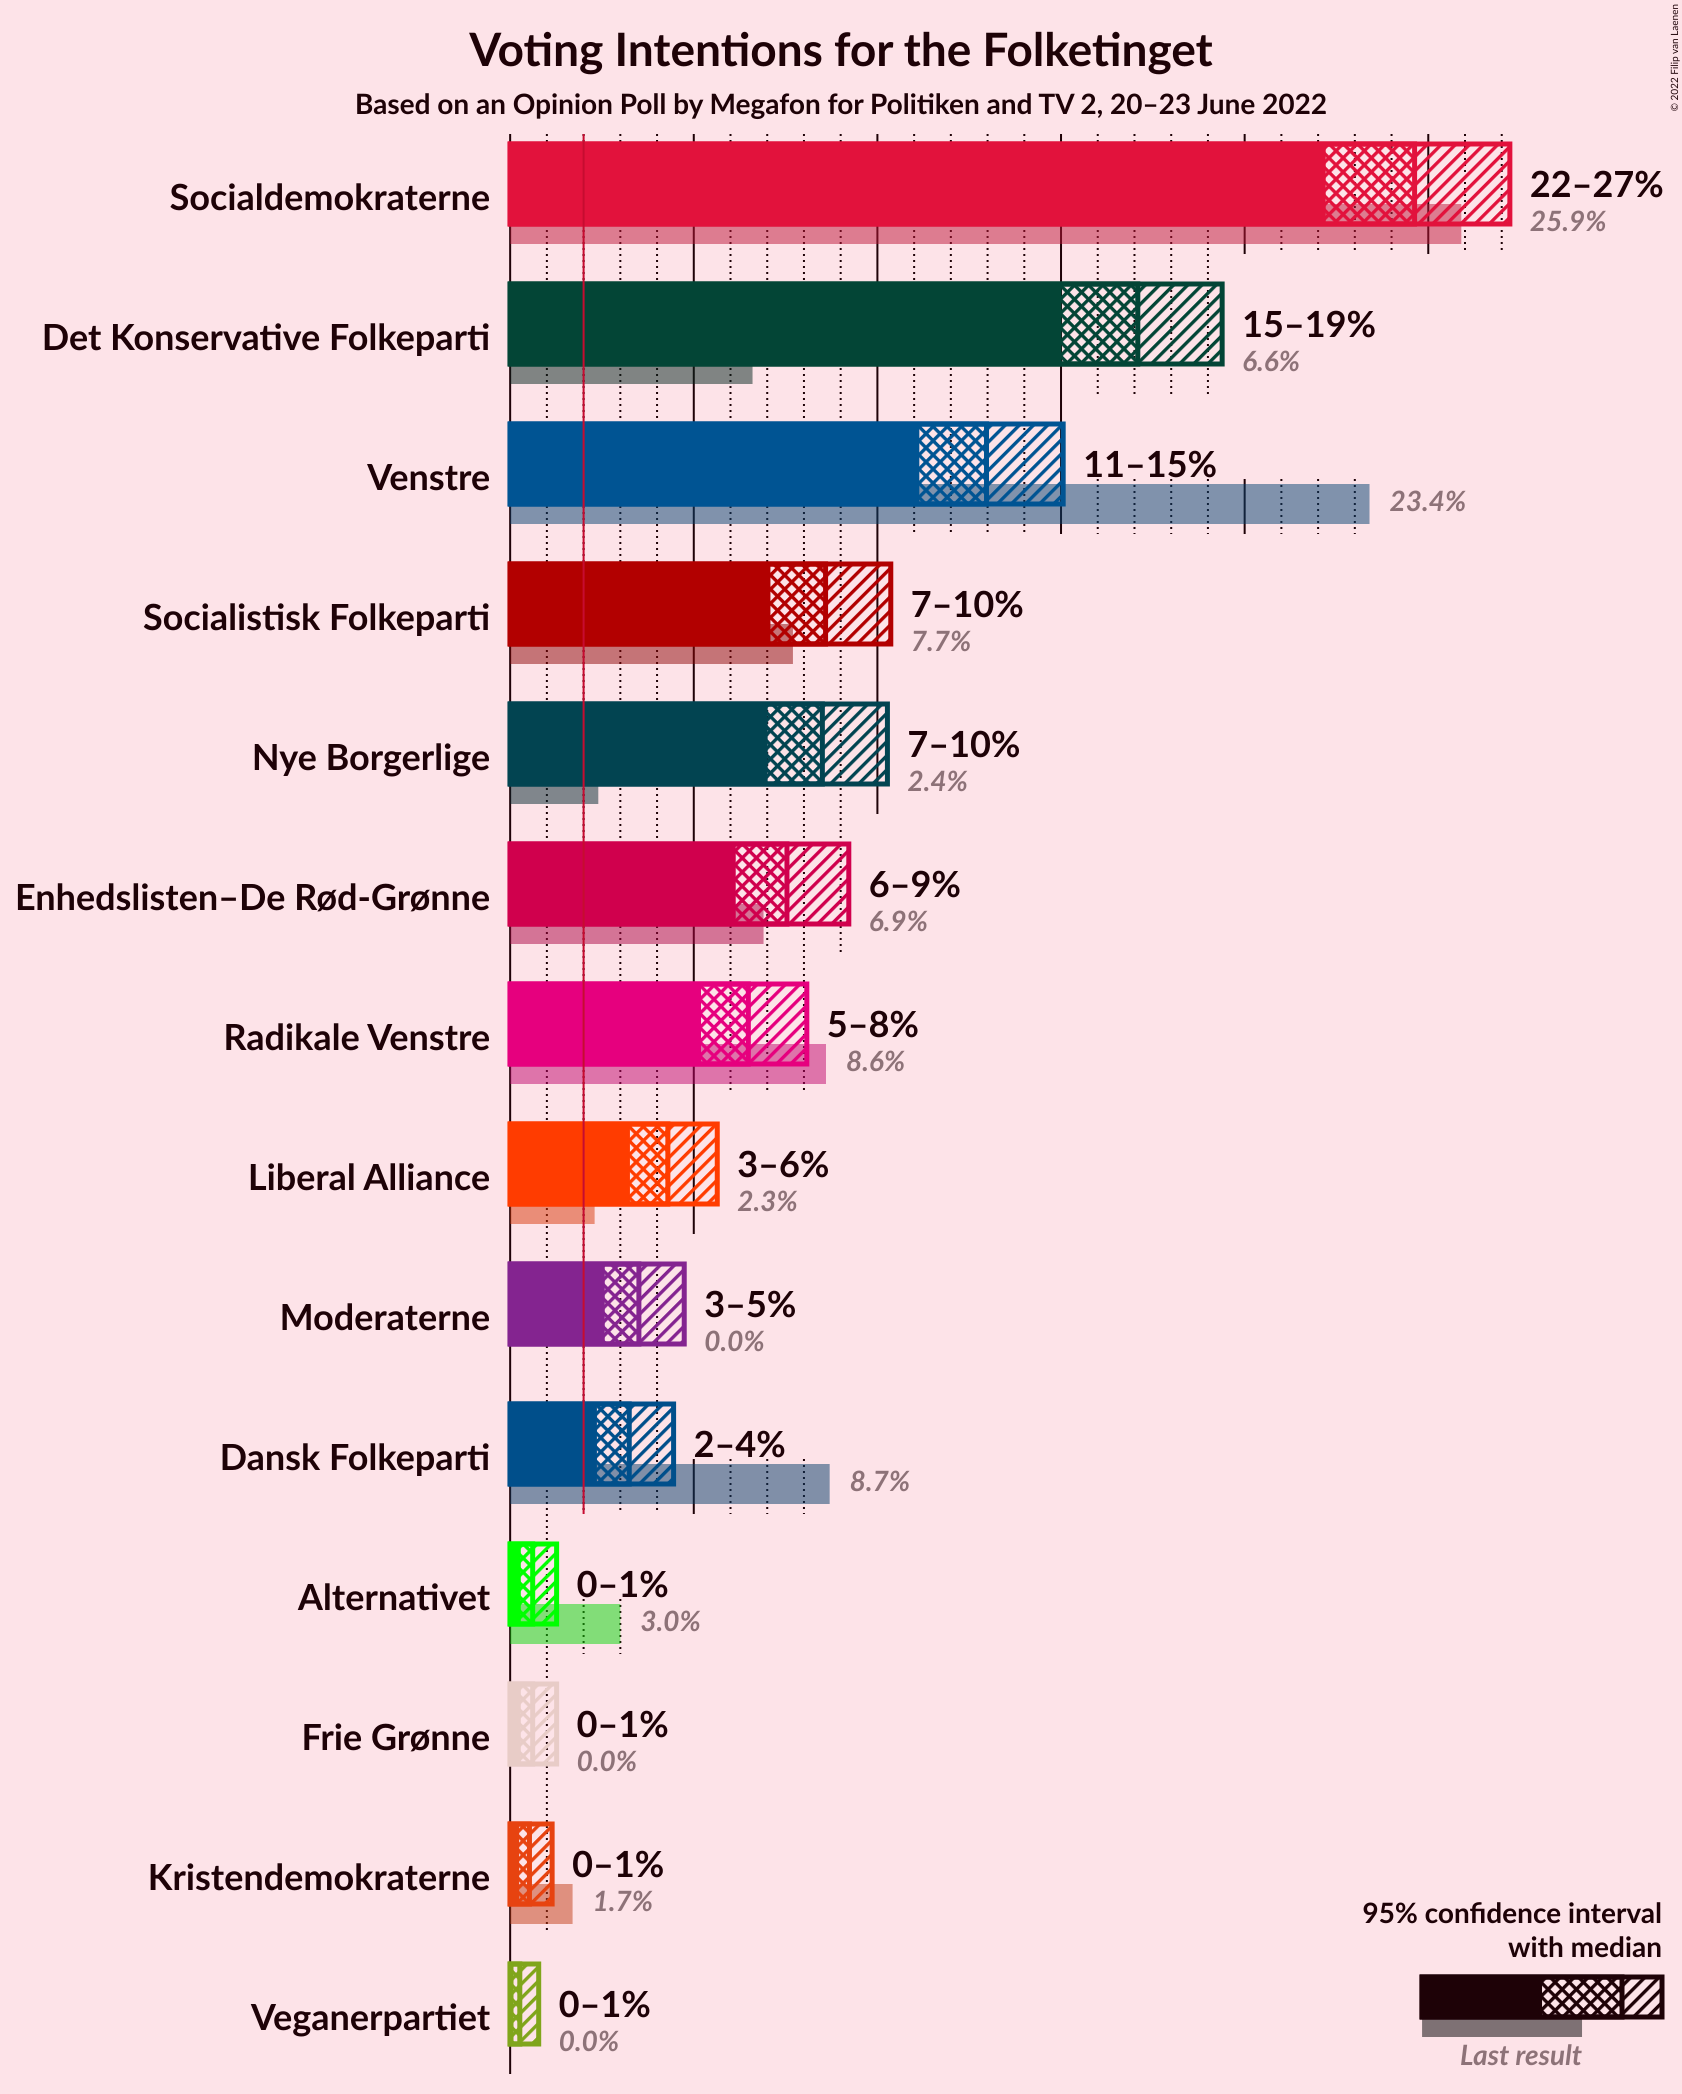 © 2022 Filip van Laenen
Voting Intentions for the Folketinget
Based on an Opinion Poll by Megafon for Politiken and TV 2, 20–23 June 2022
Socialdemokraterne
22–27%
25.9%
Det Konservative Folkeparti
15–19%
6.6%
Venstre
11–15%
23.4%
Socialistisk Folkeparti
7–10%
7.7%
Nye Borgerlige
7–10%
2.4%
Enhedslisten–De Rød-Grønne
6–9%
6.9%
Radikale Venstre
5–8%
8.6%
Liberal Alliance
3–6%
2.3%
Moderaterne
3–5%
0.0%
Dansk Folkeparti
2–4%
8.7%
Alternativet
0–1%
3.0%
Frie Grønne
0–1%
0.0%
Kristendemokraterne
0–1%
1.7%
Veganerpartiet
0–1%
0.0%
95% confidence interval
with median
Last result